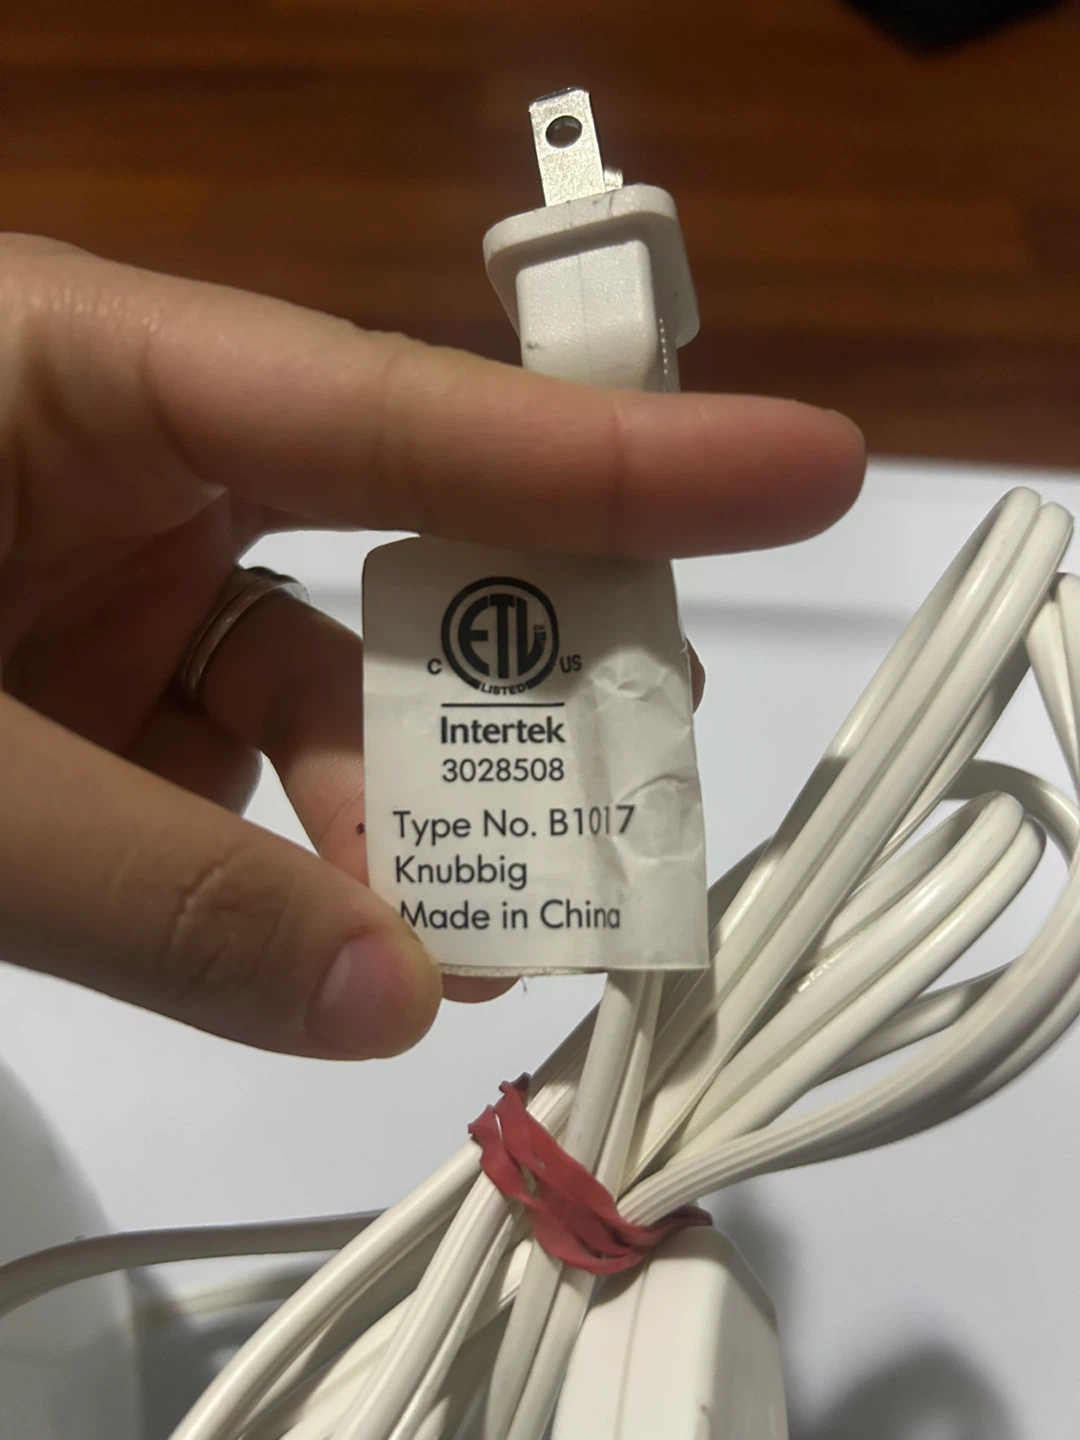 ETL
C US
LISTED
Intertek
3028508
Type No. B1017
Knubbig
Made in China